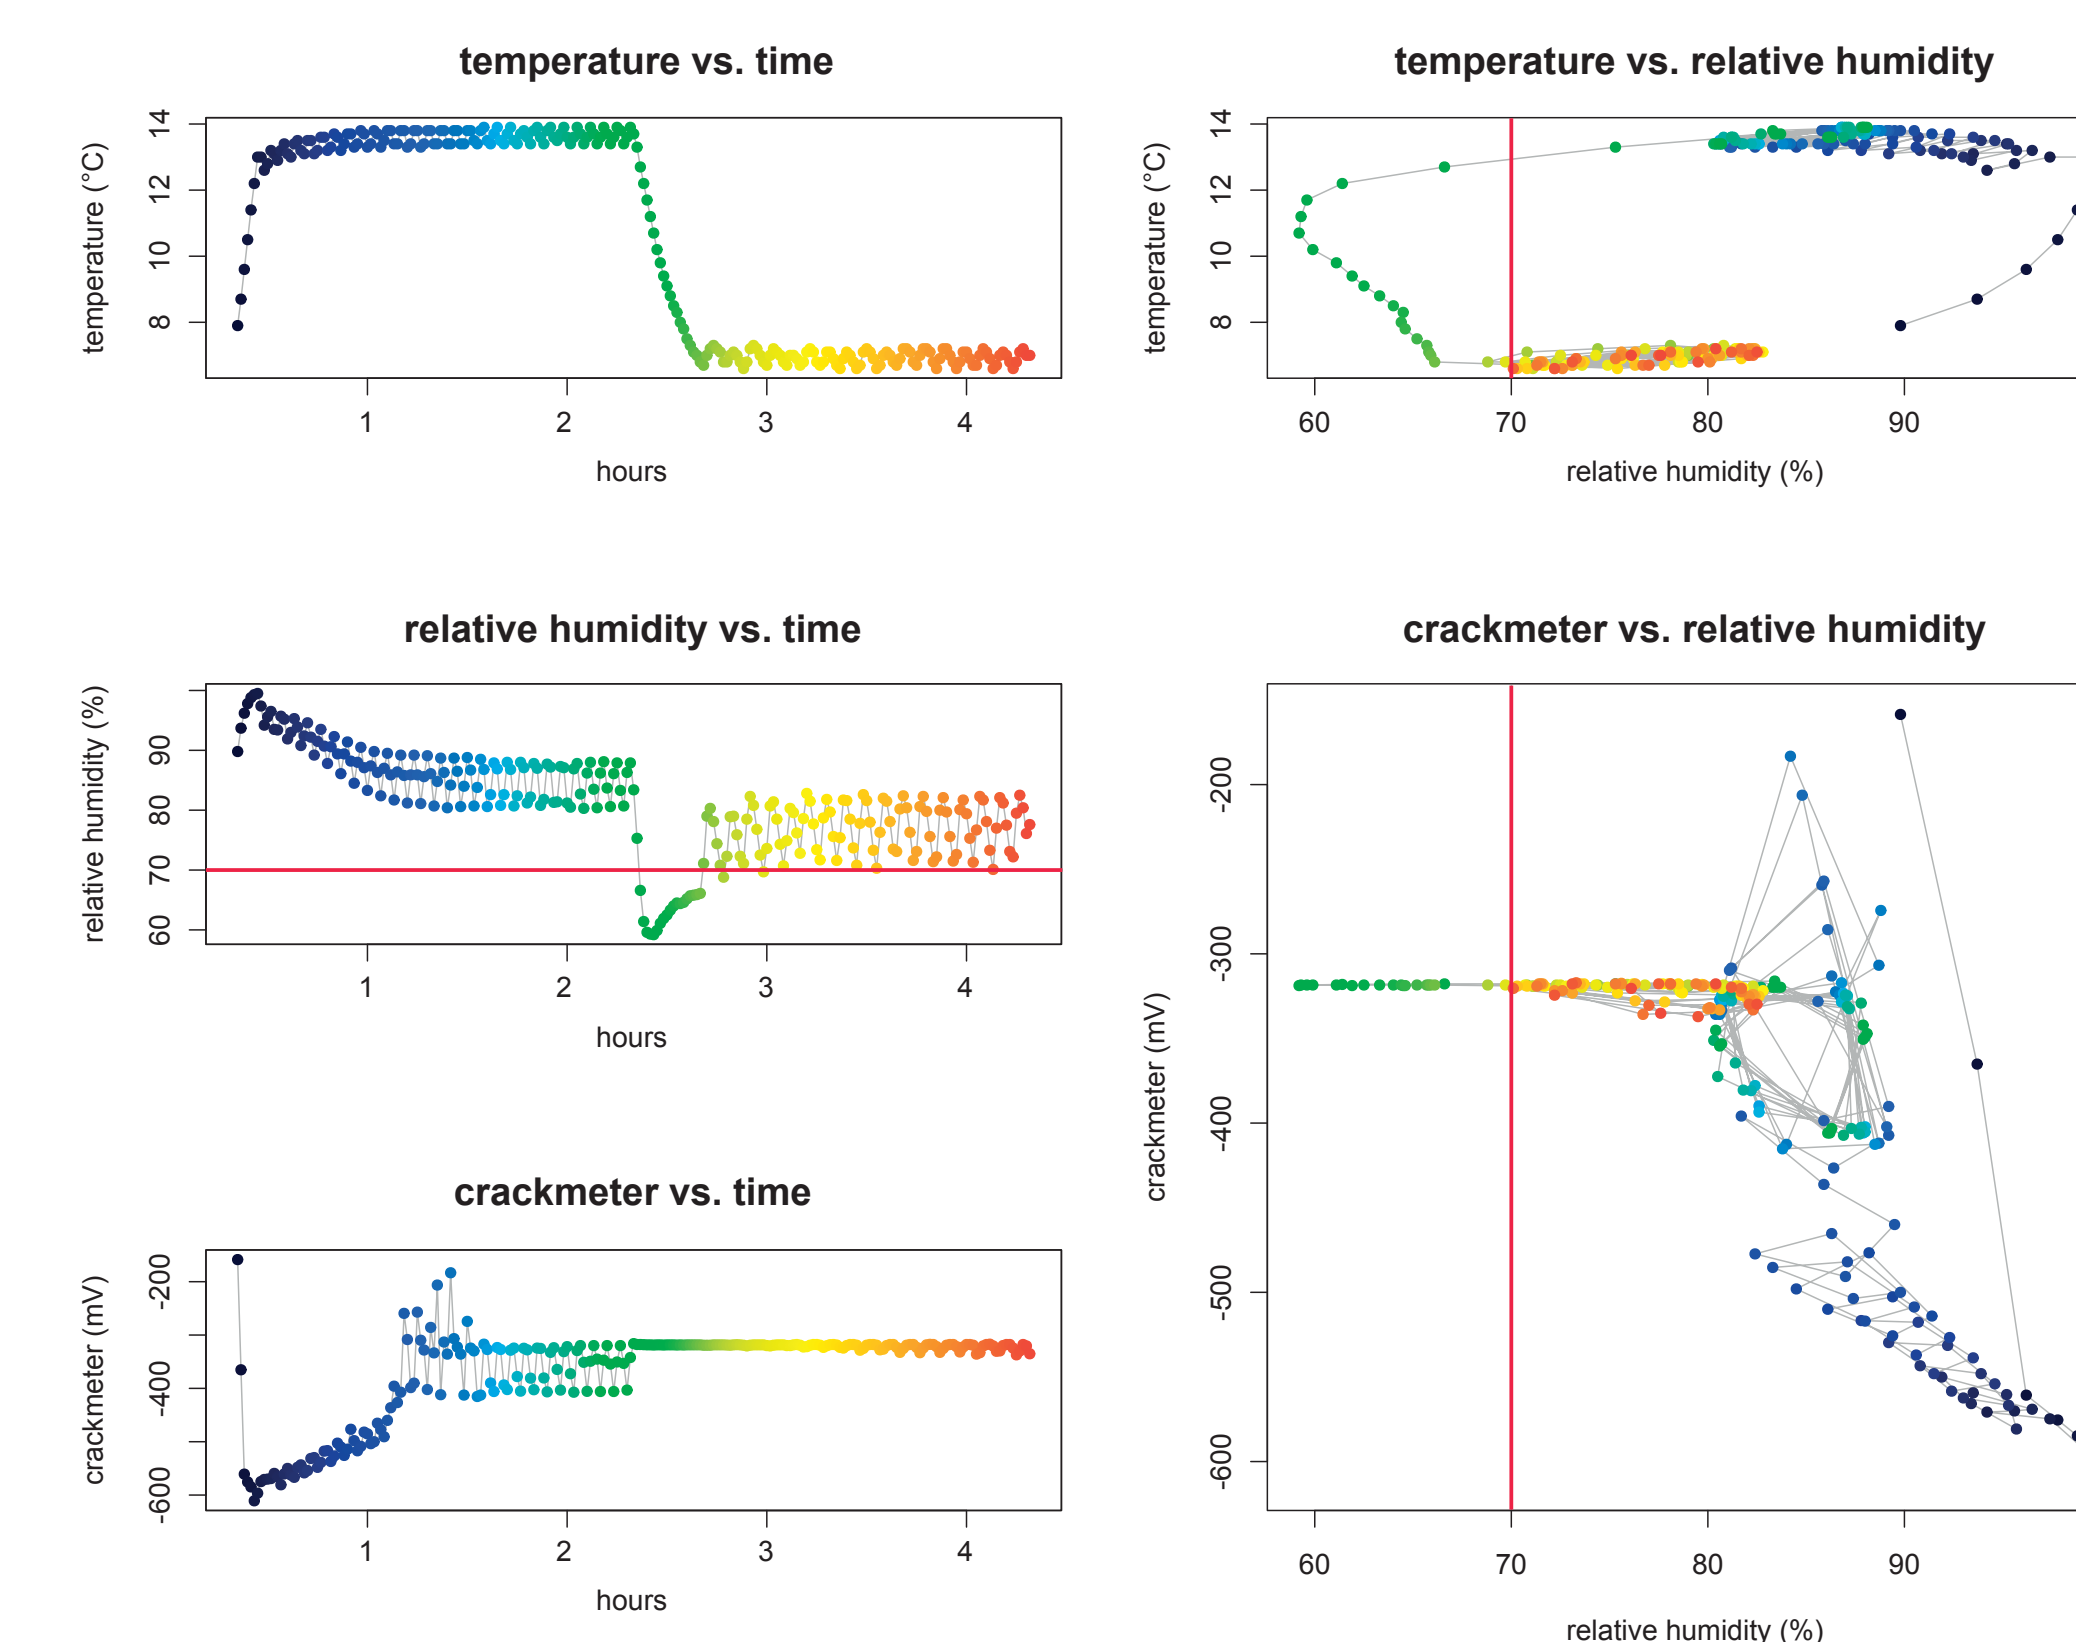 temperature vs. time
temperature (°C)
14
12
10
8
1 2 3 4
hours
temperature vs. relative humidity
temperature (°C)
14
12
10
8
60 70 80 90
relative humidity (%)
relative humidity vs. time
relative humidity (%)
90
80
70
60
1 2 3 4
hours
crackmeter vs. relative humidity
crackmeter (mV)
-200
-300
-400
-500
-600
60 70 80 90
relative humidity (%)
crackmeter vs. time
crackmeter (mV)
-200
-400
-600
1 2 3 4
hours